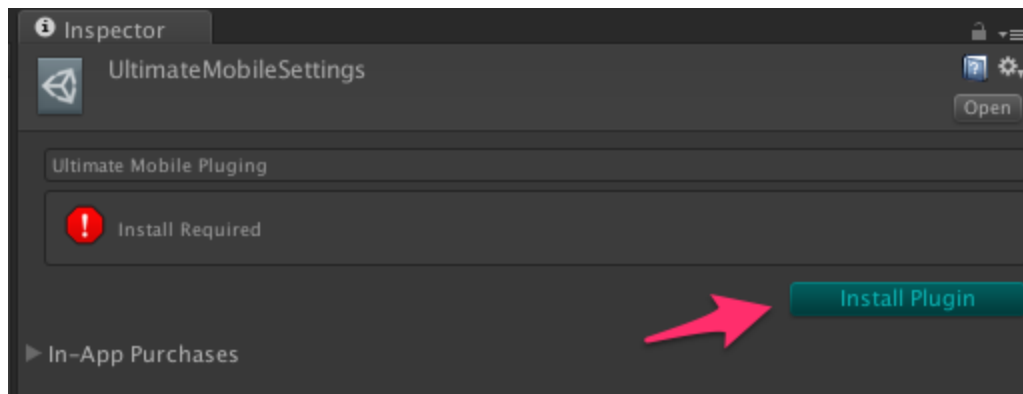 Inspector
UltimateMobileSettings
Open
Ultimate Mobile Pluging
Install Required
Install Plugin
In-App Purchases